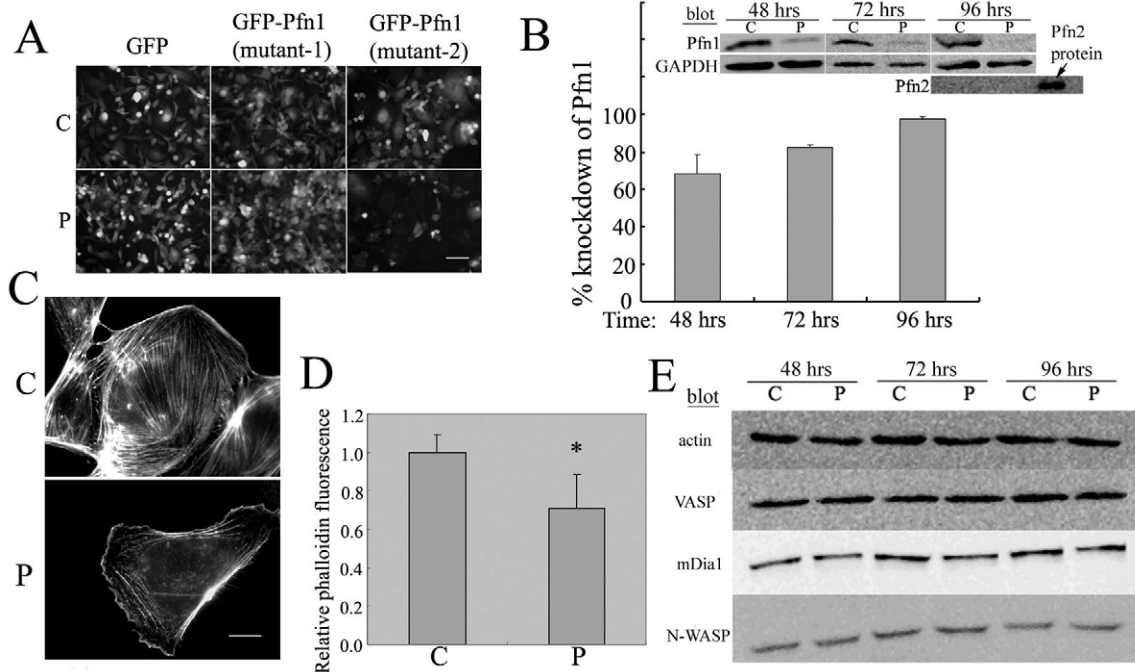 A
GFP
GFP-Pfn1
(mutant-1)
GFP-Pfn1
(mutant-2)
C
P
B
blot
48 hrs
72 hrs
96 hrs
C P C P C P
Pfn1
GAPDH
Pfn2
protein
Pfn2
% knockdown of Pfn1
100
80
60
40
20
0
Time: 48 hrs 72 hrs 96 hrs
C
C
P
D
Relative phalloidin fluorescence
1.2
1.0
0.8
0.6
0.4
0.2
0.0
*
C P
E
48 hrs 72 hrs 96 hrs
blot C P C P C P
actin
VASP
mDia1
N-WASP